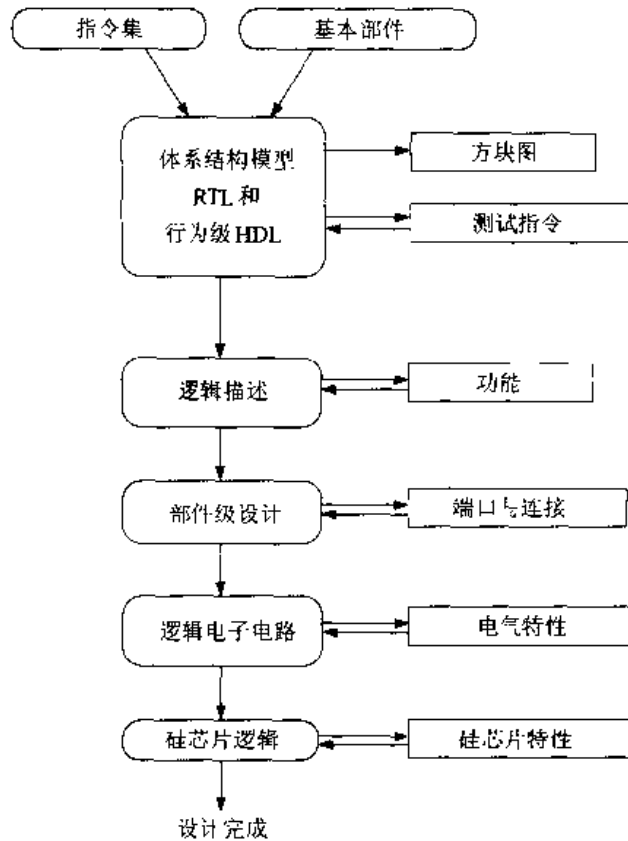 指令集
基本部件
体系结构模型
RTL 和
行为级 HDL
方块图
测试指令
逻辑描述
功能
部件级设计
端口与连接
逻辑电子电路
电气特性
硅芯片逻辑
硅芯片特性
设计完成